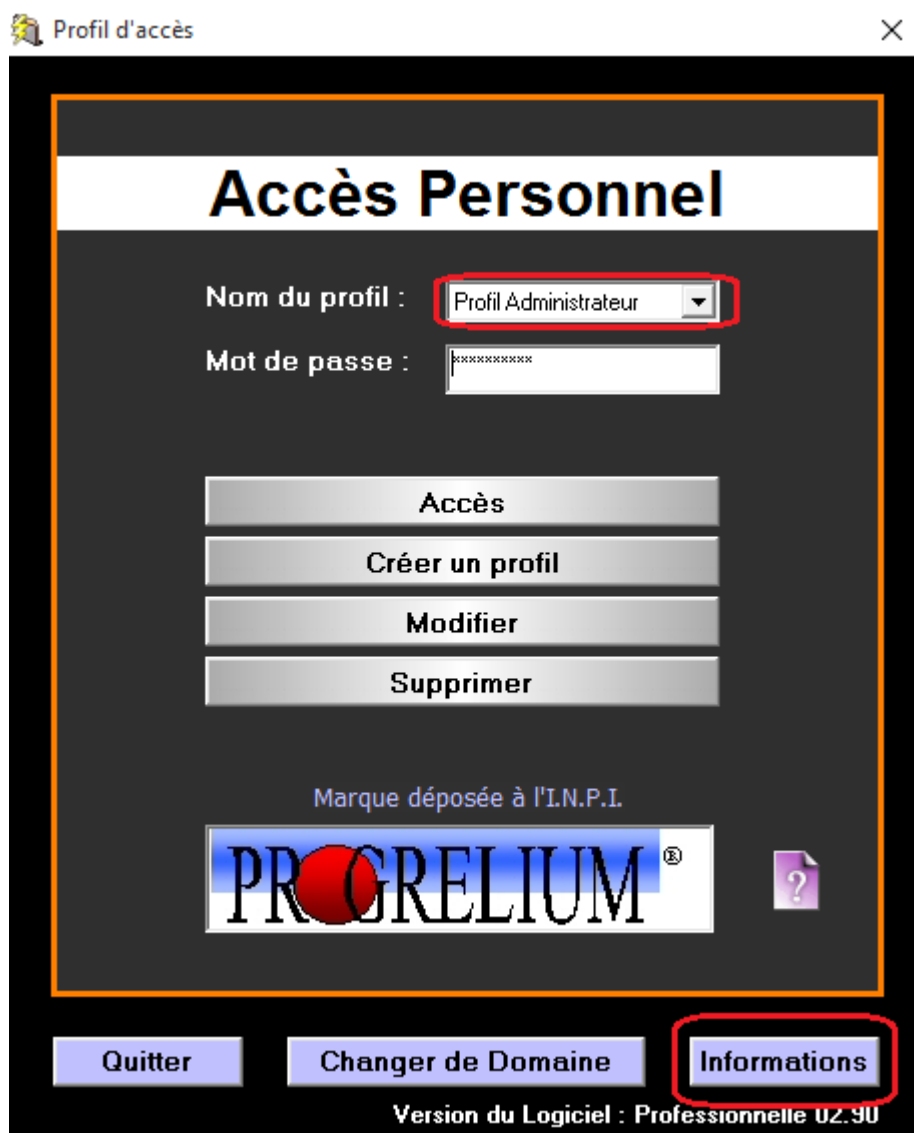 Profil d'accès
Accès Personnel
Nom du profil :
Profil Administrateur
Mot de passe :
**********
Accès
Créer un profil
Modifier
Supprimer
Marque déposée à l'I.N.P.I.
PROGRELIUM ®
?
Quitter
Changer de Domaine
Informations
Version du Logiciel : Professionnelle 02.90